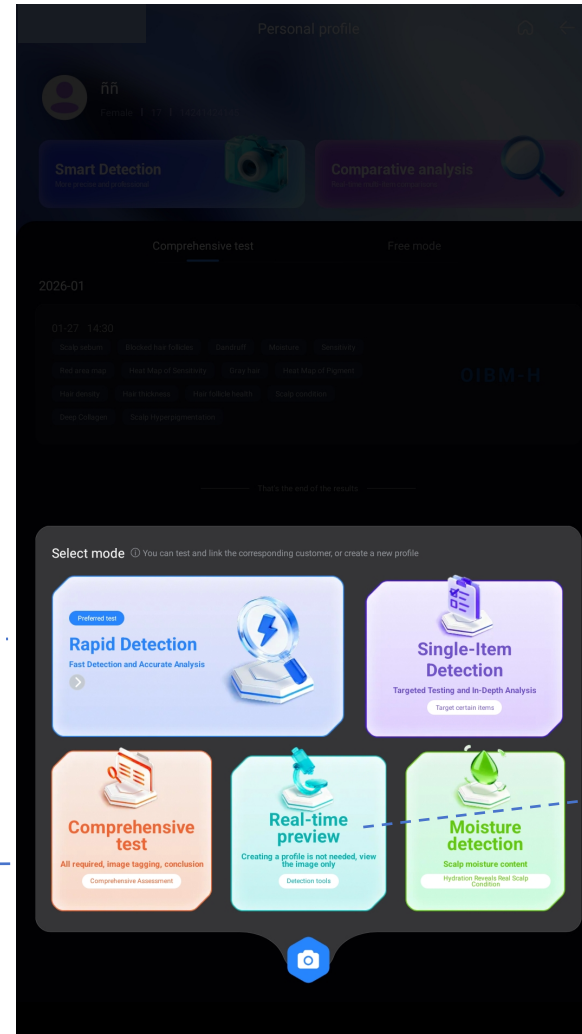 Personal profile
ññ
Female | 17 |
Smart Detection
More precise and professional
Comparative analysis
Comprehensive test
Free mode
2026-01
01-27 14:30
Scalp sebum
Blocked hair follicles
Dandruff
Moisture
Sensitivity
Red area map
Heat Map of Sensitivity
Gray hair
Heat Map of Pigment
OIBM-H
Hair density
Hair thickness
Hair follicle health
Scalp condition
Deep Collagen
Scalp Hyperpigmentation
That's the end of the results
Select mode
You can test and link the corresponding customer, or create a new profile
Preferred test
Rapid Detection
Fast Detection and Accurate Analysis
Single-Item
Detection
Targeted Testing and In-Depth Analysis
Target certain items
Comprehensive
test
All required, image tagging, conclusion
Comprehensive Assessment
Real-time
preview
Creating a profile is not needed, view
the image only
Detection tools
Moisture
detection
Scalp moisture content
Hydration Reveals Real Scalp
Condition